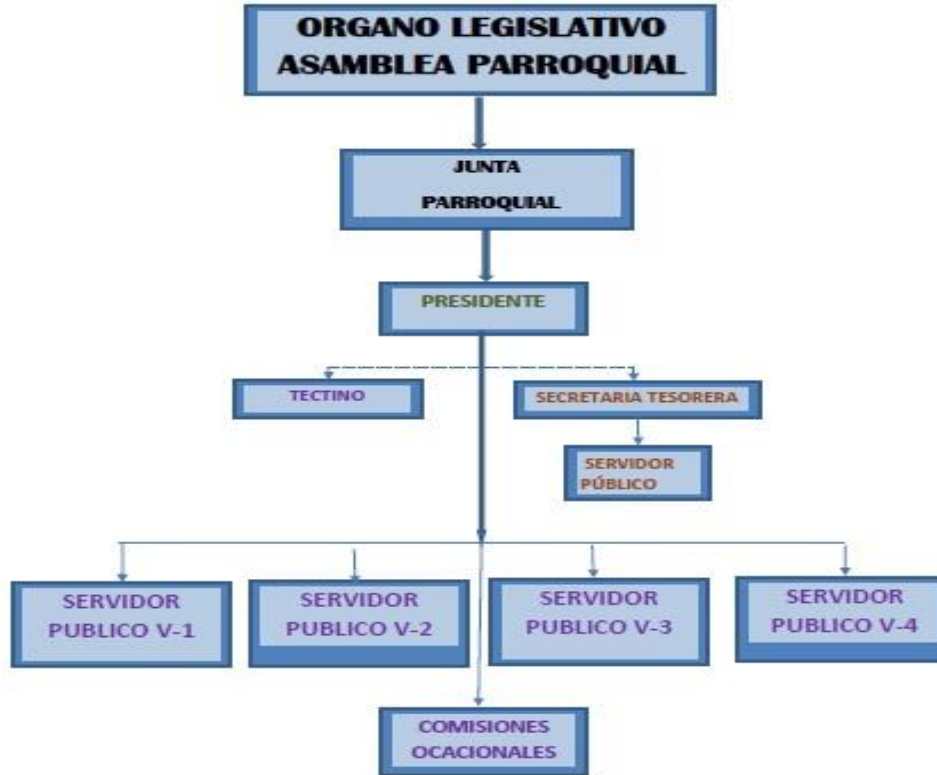 ORGANO LEGISLATIVO
ASAMBLEA PARROQUIAL
JUNTA
PARROQUIAL
PRESIDENTE
TECTINO
SECRETARIA TESORERA
SERVIDOR
PÚBLICO
SERVIDOR
PUBLICO V-1
SERVIDOR
PUBLICO V-2
SERVIDOR
PUBLICO V-3
SERVIDOR
PUBLICO V-4
COMISIONES
OCACIONALES